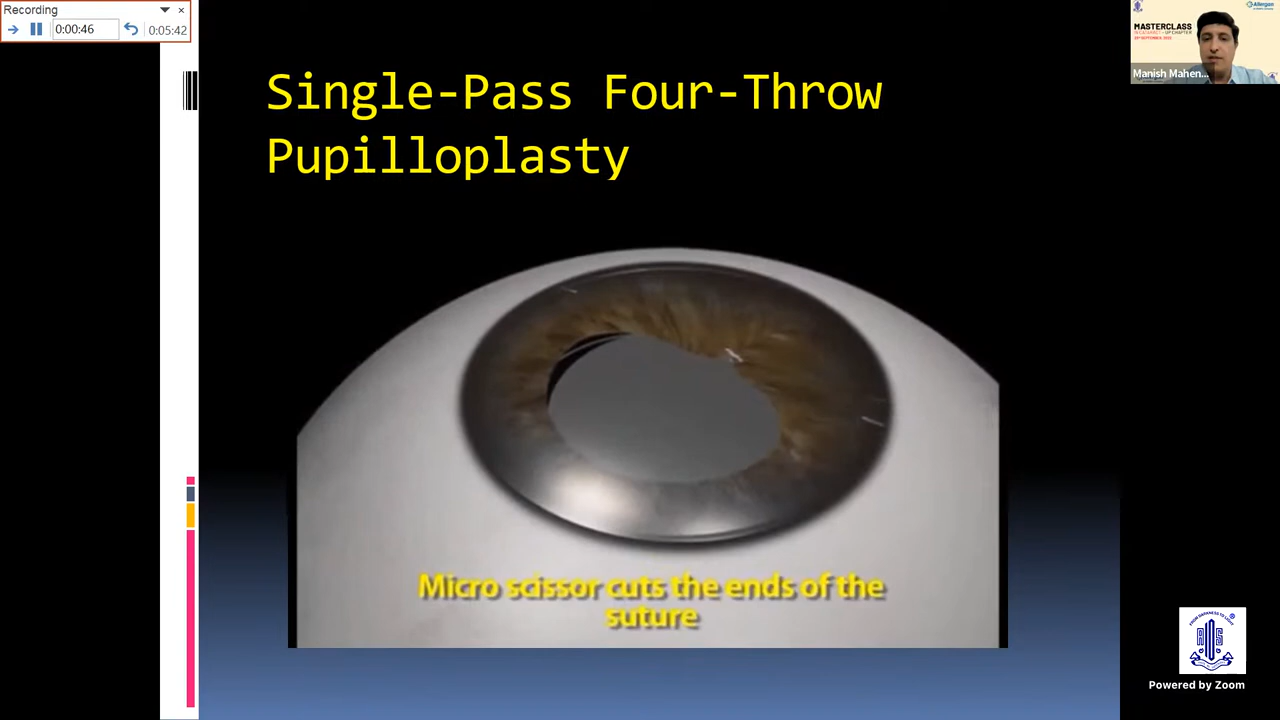 Recording
0:00:46
0:05:42
Single-Pass Four-Throw
Pupilloplasty
Micro scissor cuts the ends of the
suture
Allergan
MASTERCLASS
Manish Mahen...
Powered by Zoom